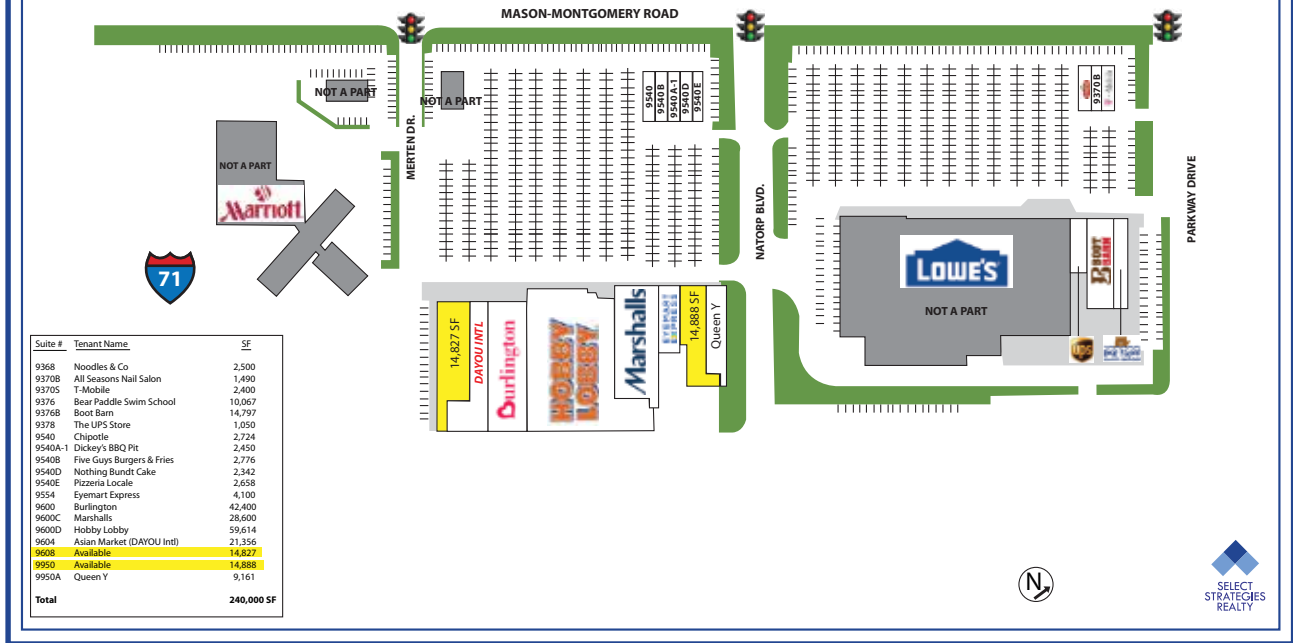 MASON-MONTGOMERY ROAD
NOT A PART
NOT A PART
9540
9540 B
9540 A-1
9540 D
9540 E
9370 B
MERTEN DR.
NATORP BLVD.
PARKWAY DRIVE
NOT A PART
Marriott
71
LOWE'S
NOT A PART
BOOT BARN
UPS
14,827 SF
DAYOU INTL
Burlington
HOBBY
LOBBY
Marshalls
EYEMART
EXPRESS
14,888 SF
Queen Y
Suite # Tenant Name SF
9368 Noodles & Co 2,500
9370B All Seasons Nail Salon 1,490
9370S T-Mobile 2,400
9376 Bear Paddle Swim School 10,067
9376B Boot Barn 14,797
9378 The UPS Store 1,050
9540 Chipotle 2,724
9540A-1 Dickey's BBQ Pit 2,450
9540B Five Guys Burgers & Fries 2,776
9540D Nothing Bundt Cake 2,342
9540E Pizzeria Locale 2,658
9554 Eyemart Express 4,100
9600 Burlington 42,400
9600C Marshalls 28,600
9600D Hobby Lobby 59,614
9604 Asian Market (DAYOU Intl) 21,356
9608 Available 14,827
9950 Available 14,888
9950A Queen Y 9,161
Total 240,000 SF
N
SELECT
STRATEGIES
REALTY